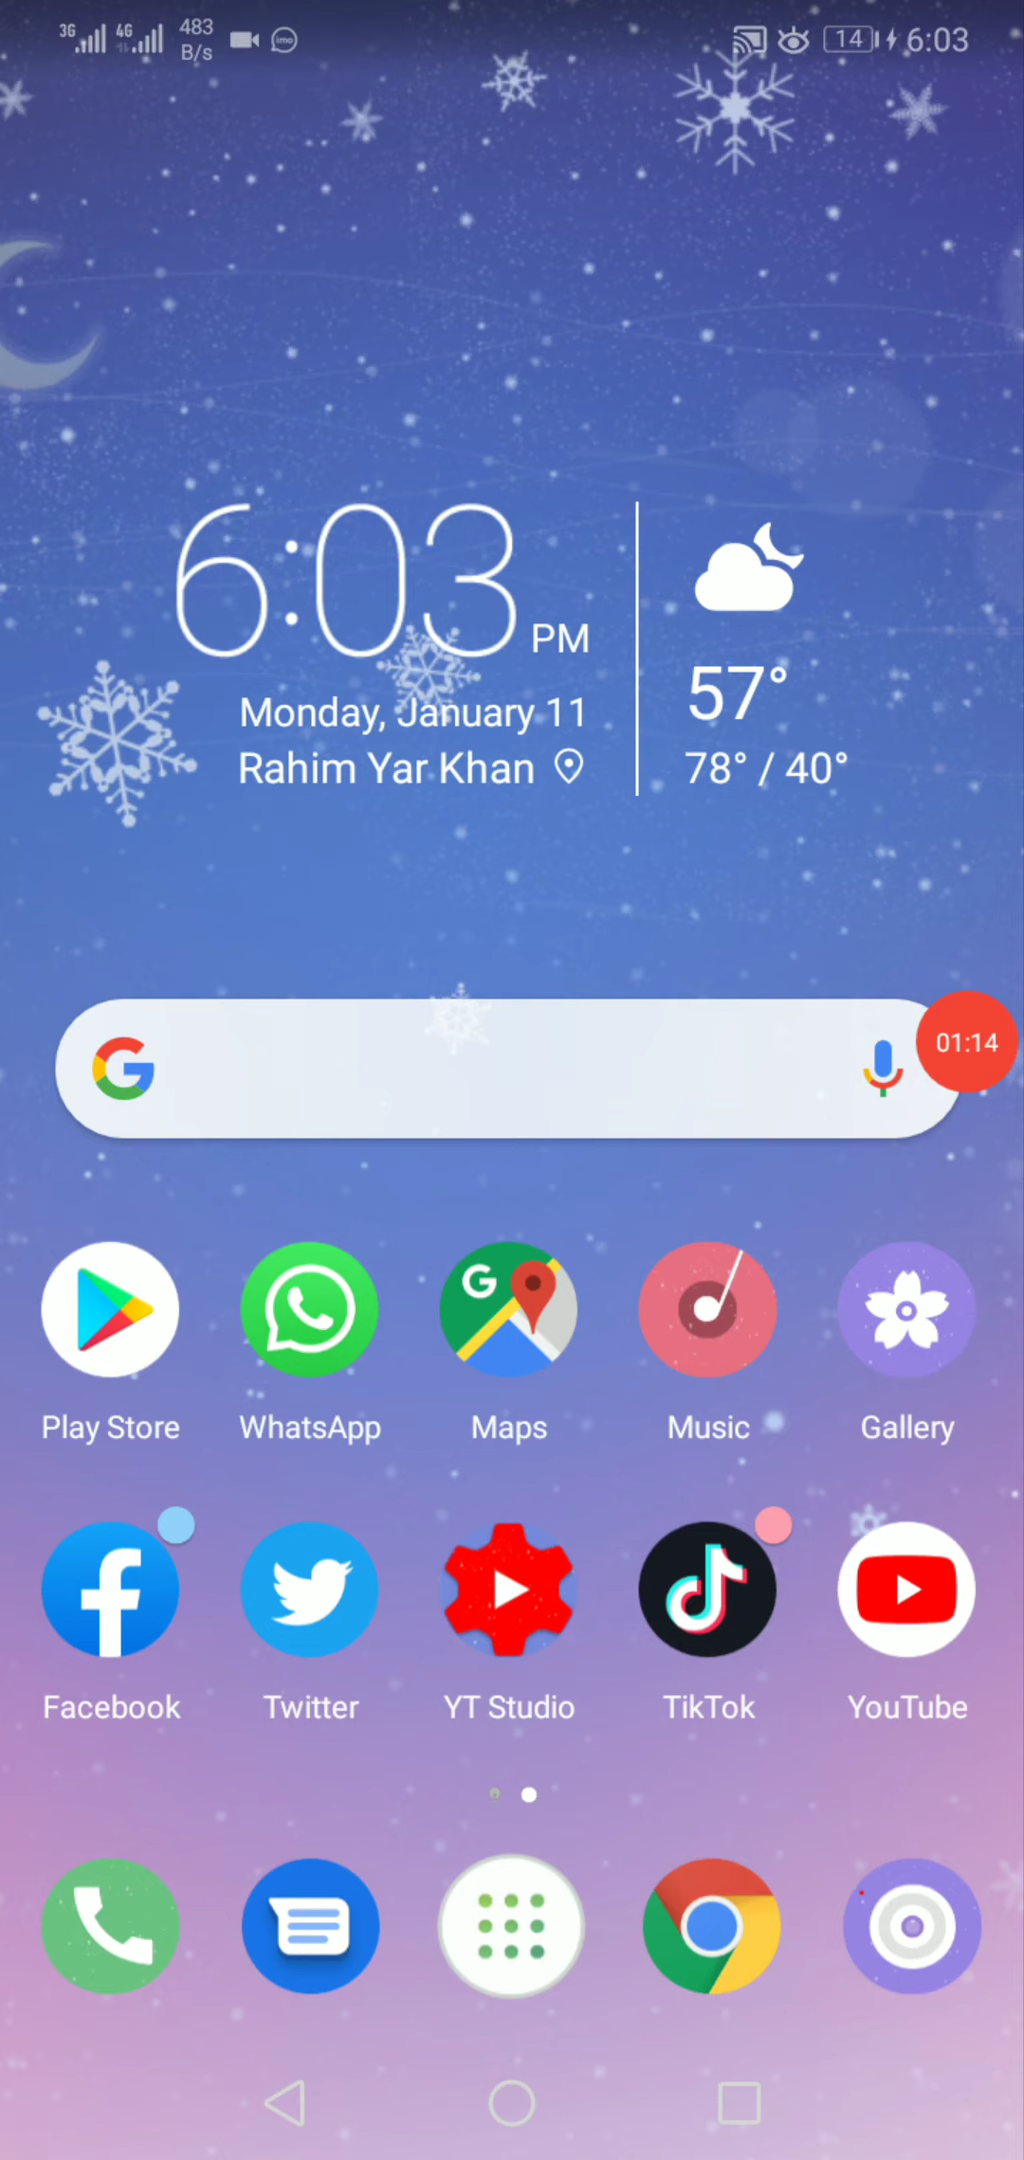 3G 4G 483 B/s imo 14 6:03
6:03 PM
Monday, January 11
Rahim Yar Khan
57°
78° / 40°
G
01:14
G
Play Store WhatsApp Maps Music Gallery
Facebook Twitter YT Studio TikTok YouTube